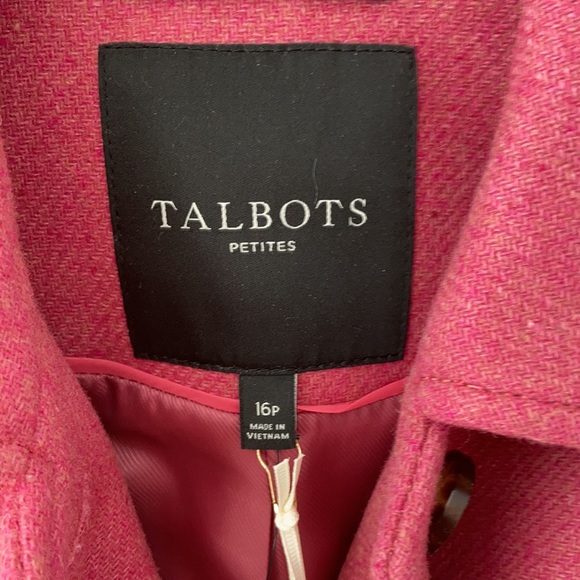 TALBOTS
PETITES
16P
MADE IN
VIETNAM